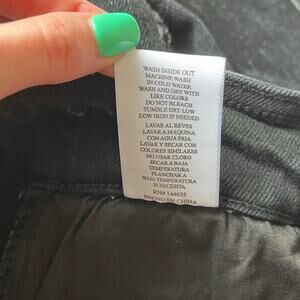 WASH INSIDE OUT
MACHINE WASH
IN COLD WATER
WASH AND DRY WITH
LIKE COLORS
DO NOT BLEACH
TUMBLE DRY LOW
LOW IRON IF NEEDED
LAVAR AL REVES
LAVAR A MAQUINA
CON AGUA FRIA
LAVAR Y SECAR CON
COLORES SIMILARES
NO USAR CLORO
SECAR A BAJA
TEMPERATURA
PLANCHAR A
BAJA TEMPERATURA
SI NECESITA
RN# 144635
HECHO EN CHINA